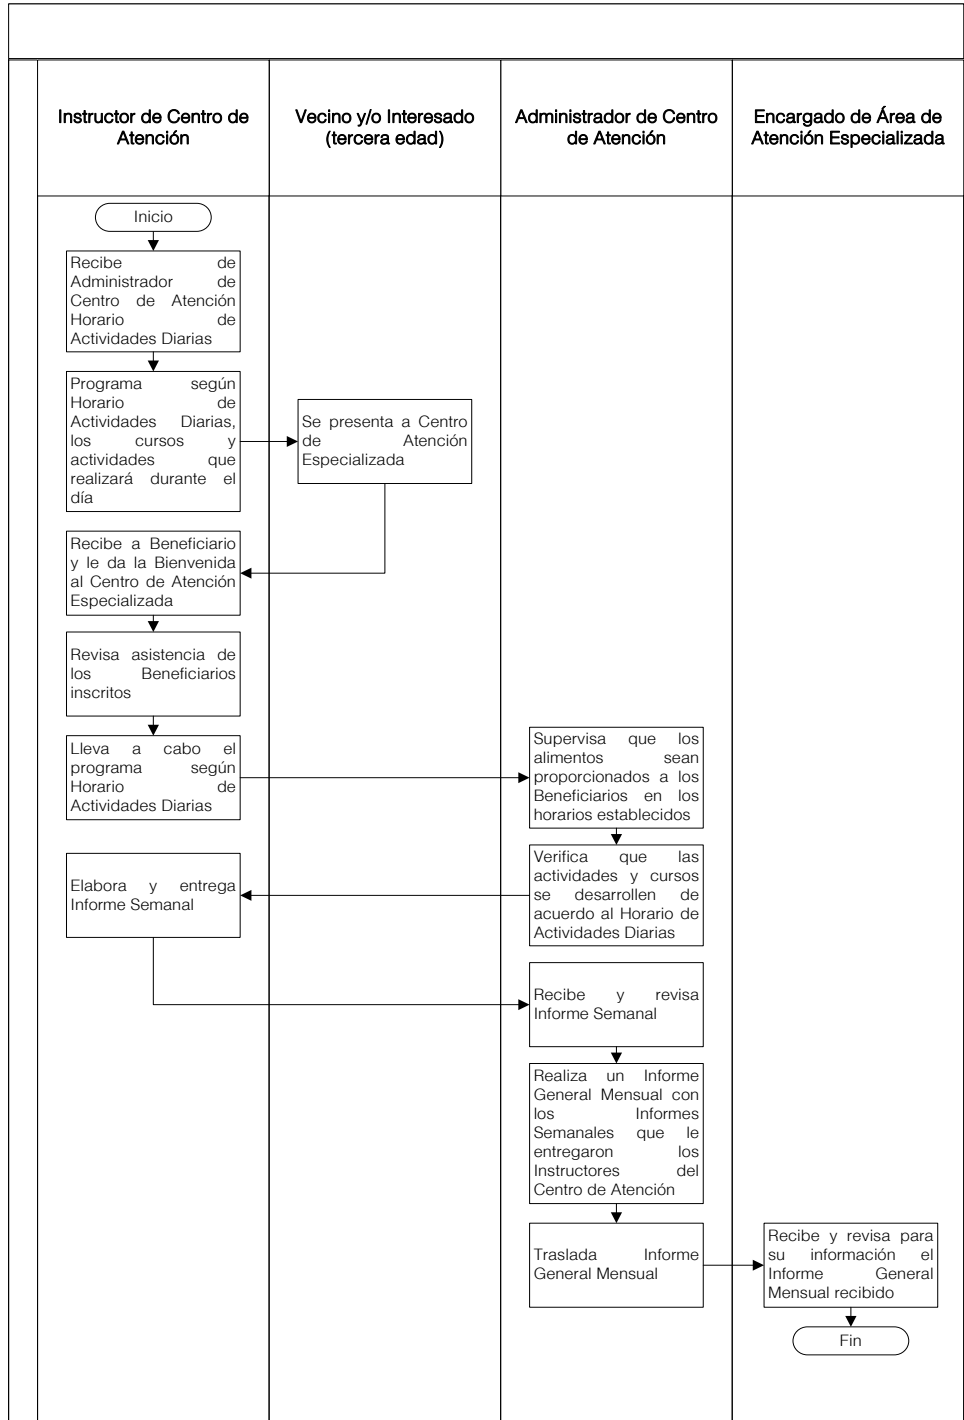 Instructor de Centro de
Atención
Vecino y/o Interesado
(tercera edad)
Administrador de Centro
de Atención
Encargado de Área de
Atención Especializada
Inicio
Recibe de
Administrador de
Centro de Atención
Horario de
Actividades Diarias
Programa según
Horario de
Actividades Diarias,
los cursos y
actividades que
realizará durante el
día
Se presenta a Centro
de Atención
Especializada
Recibe a Beneficiario
y le da la Bienvenida
al Centro de Atención
Especializada
Revisa asistencia de
los Beneficiarios
inscritos
Lleva a cabo el
programa según
Horario de
Actividades Diarias
Supervisa que los
alimentos sean
proporcionados a los
Beneficiarios en los
horarios establecidos
Verifica que las
actividades y cursos
se desarrollen de
acuerdo al Horario de
Actividades Diarias
Elabora y entrega
Informe Semanal
Recibe y revisa
Informe Semanal
Realiza un Informe
General Mensual con
los Informes
Semanales que le
entregaron los
Instructores del
Centro de Atención
Traslada Informe
General Mensual
Recibe y revisa para
su información el
Informe General
Mensual recibido
Fin